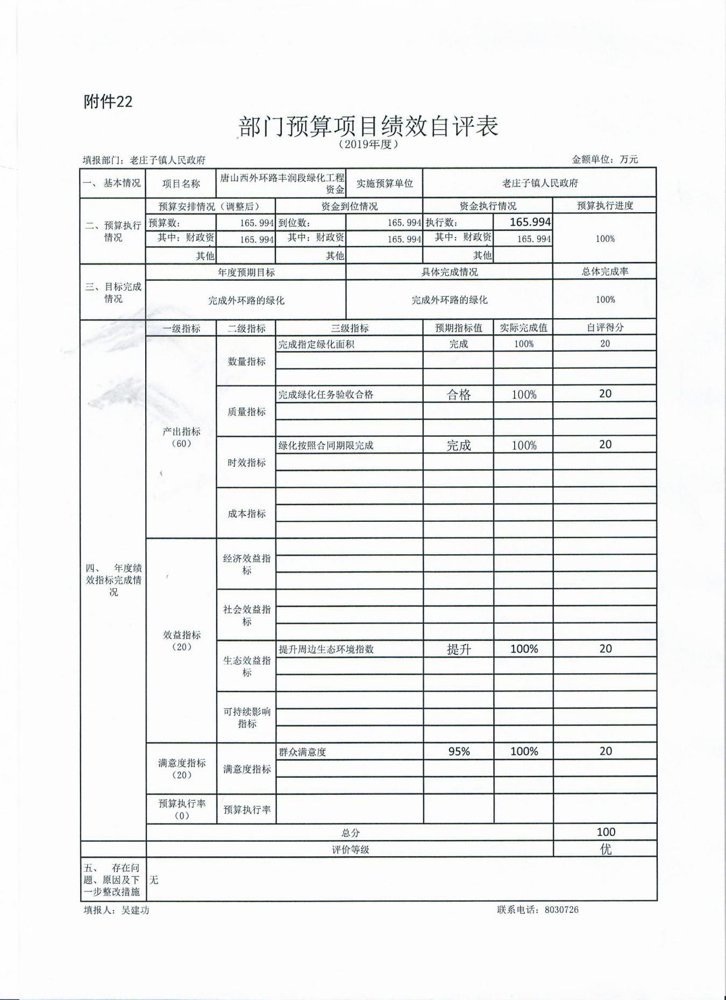 附件22
部门预算项目绩效自评表
（2019年度）
填报部门：老庄子镇人民政府 金额单位：万元
一、 基本情况 项目名称 唐山西外环路丰润段绿化工程资金 实施预算单位 老庄子镇人民政府
二、预算执行情况 预算安排情况（调整后） 资金到位情况 资金执行情况 预算执行进度
预算数： 165.994 到位数： 165.994 执行数： 165.994 100%
其中：财政资 165.994 其中：财政资 165.994 其中：财政资 165.994
其他 其他 其他
三、目标完成情况 年度预期目标 具体完成情况 总体完成率
完成外环路的绿化 完成外环路的绿化 100%
四、 年度绩效指标完成情况 一级指标 二级指标 三级指标 预期指标值 实际完成值 自评得分
产出指标（60） 数量指标 完成指定绿化面积 完成 100% 20
质量指标 完成绿化任务验收合格 合格 100% 20
时效指标 绿化按照合同期限完成 完成 100% 20
成本指标
效益指标（20） 经济效益指标
社会效益指标
生态效益指标 提升周边生态环境指数 提升 100% 20
可持续影响指标
满意度指标（20） 满意度指标 群众满意度 95% 100% 20
预算执行率（0） 预算执行率
总分 100
评价等级 优
五、 存在问题、原因及下一步整改措施 无
填报人：吴建功 联系电话：8030726